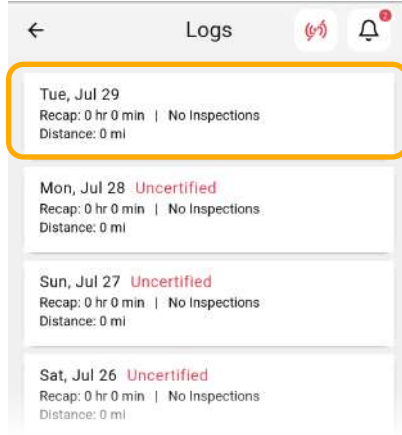 Logs
2
Tue, Jul 29
Recap: 0 hr 0 min | No Inspections
Distance: 0 mi
Mon, Jul 28 Uncertified
Recap: 0 hr 0 min | No Inspections
Distance: 0 mi
Sun, Jul 27 Uncertified
Recap: 0 hr 0 min | No Inspections
Distance: 0 mi
Sat, Jul 26 Uncertified
Recap: 0 hr 0 min | No Inspections
Distance: 0 mi